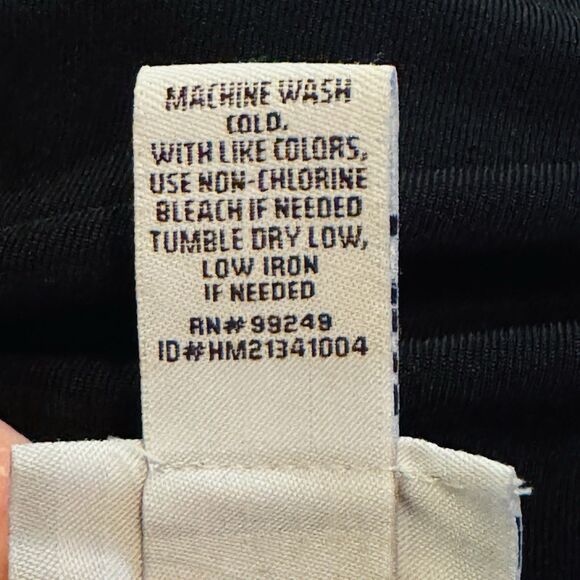 MACHINE WASH
COLD,
WITH LIKE COLORS,
USE NON-CHLORINE
BLEACH IF NEEDED
TUMBLE DRY LOW,
LOW IRON
IF NEEDED
RN# 99249
ID#HM21341004